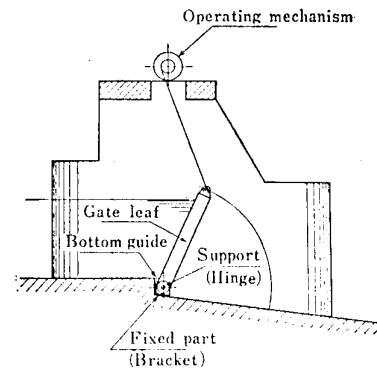 Operating mechanism
Gate leaf
Bottom guide
Support
(Hinge)
Fixed part
(Bracket)